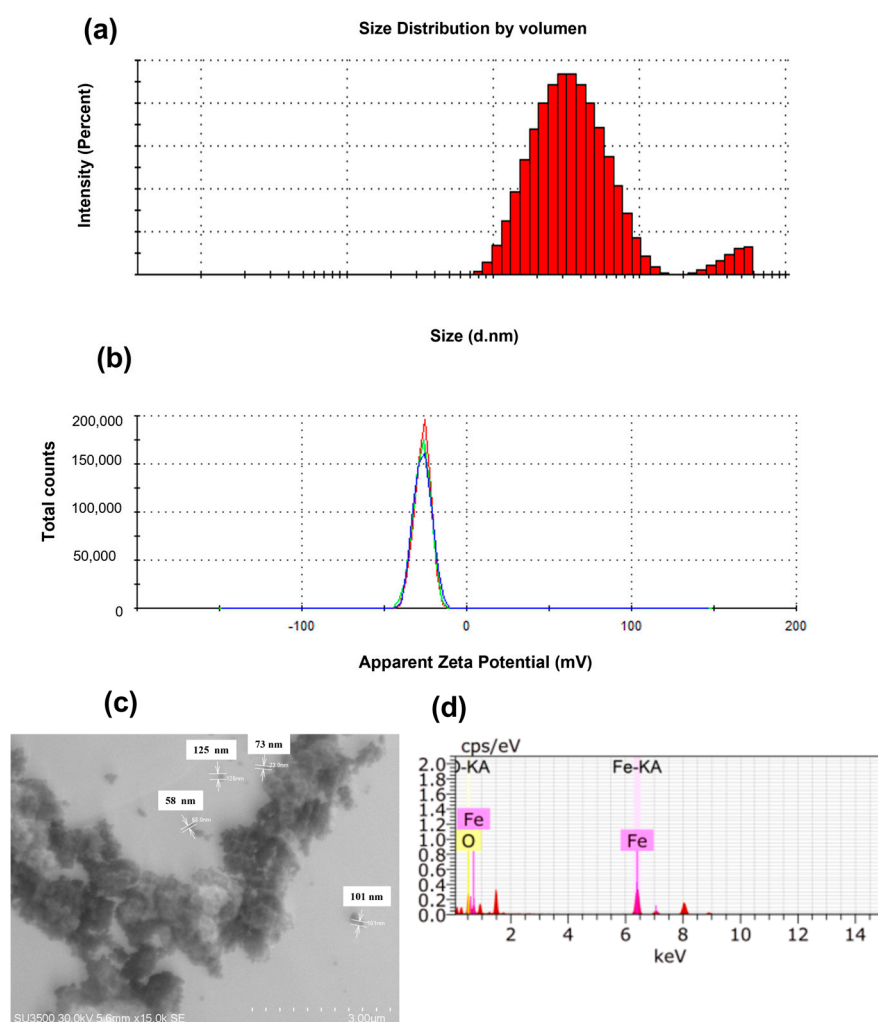 (a)
Size Distribution by volumen
Intensity (Percent)
Size (d.nm)
(b)
200,000
150,000
100,000
50,000
0
Total counts
-100 0 100 200
Apparent Zeta Potential (mV)
(c)
125 nm
73 nm
58 nm
101 nm
SU3500 30.0kV 5.6mm x15.0k SE
3.00um
(d)
cps/eV
2.0
1.8
1.6
1.4
1.2
1.0
0.8
0.6
0.4
0.2
0.0
O-KA
Fe-KA
Fe
O
Fe
2 4 6 8 10 12 14
keV